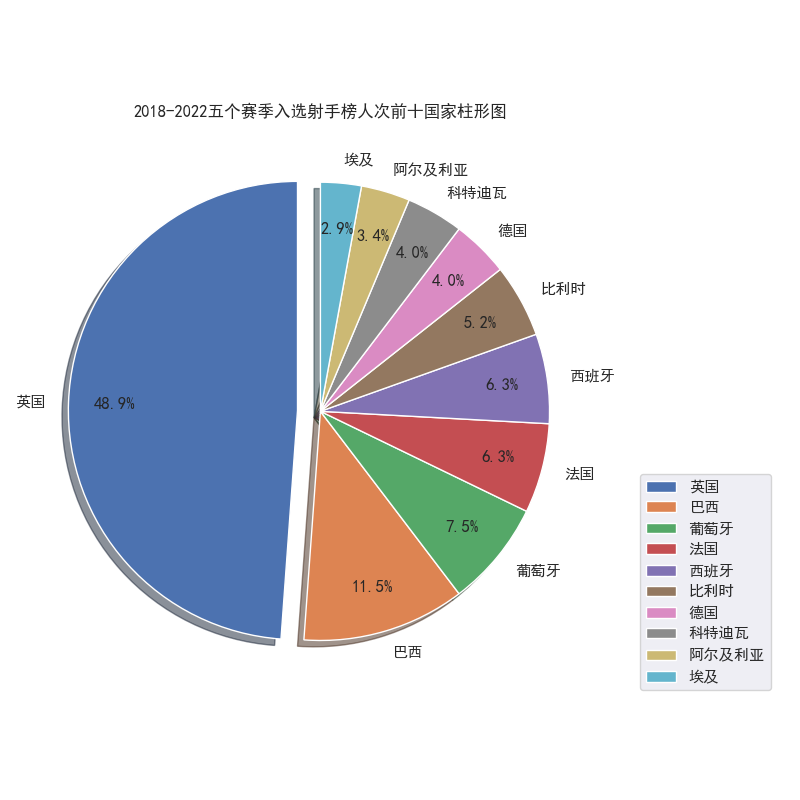 2018-2022五个赛季入选射手榜人次前十国家柱形图
埃及
阿尔及利亚
科特迪瓦
德国
比利时
西班牙
法国
葡萄牙
巴西
英国
2.9%
3.4%
4.0%
4.0%
5.2%
6.3%
6.3%
7.5%
11.5%
48.9%
英国
巴西
葡萄牙
法国
西班牙
比利时
德国
科特迪瓦
阿尔及利亚
埃及